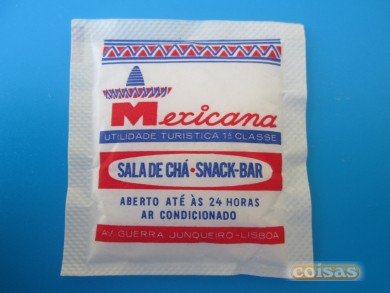 Mexicana
UTILIDADE TURISTICA 1ª CLASSE
SALA DE CHÁ • SNACK-BAR
ABERTO ATÉ ÀS 24 HORAS
AR CONDICIONADO
AV. GUERRA JUNQUEIRO - LISBOA
coisas